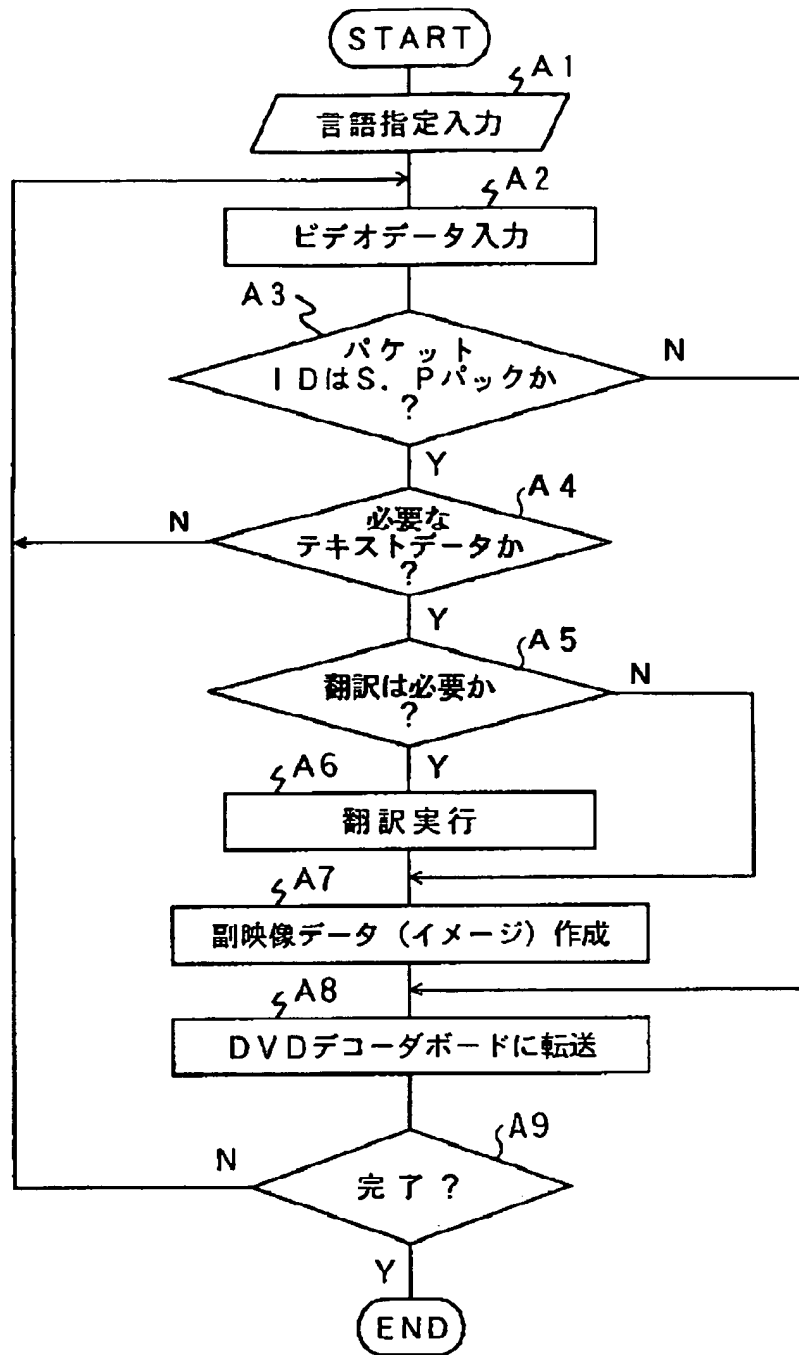 START
A1
言語指定入力
A2
ビデオデータ入力
A3
パケット
IDはS．Pパックか
？
N
Y
A4
必要な
テキストデータか
？
N
Y
A5
翻訳は必要か
？
N
Y
A6
翻訳実行
A7
副映像データ（イメージ）作成
A8
DVDデコーダボードに転送
A9
完了？
N
Y
END